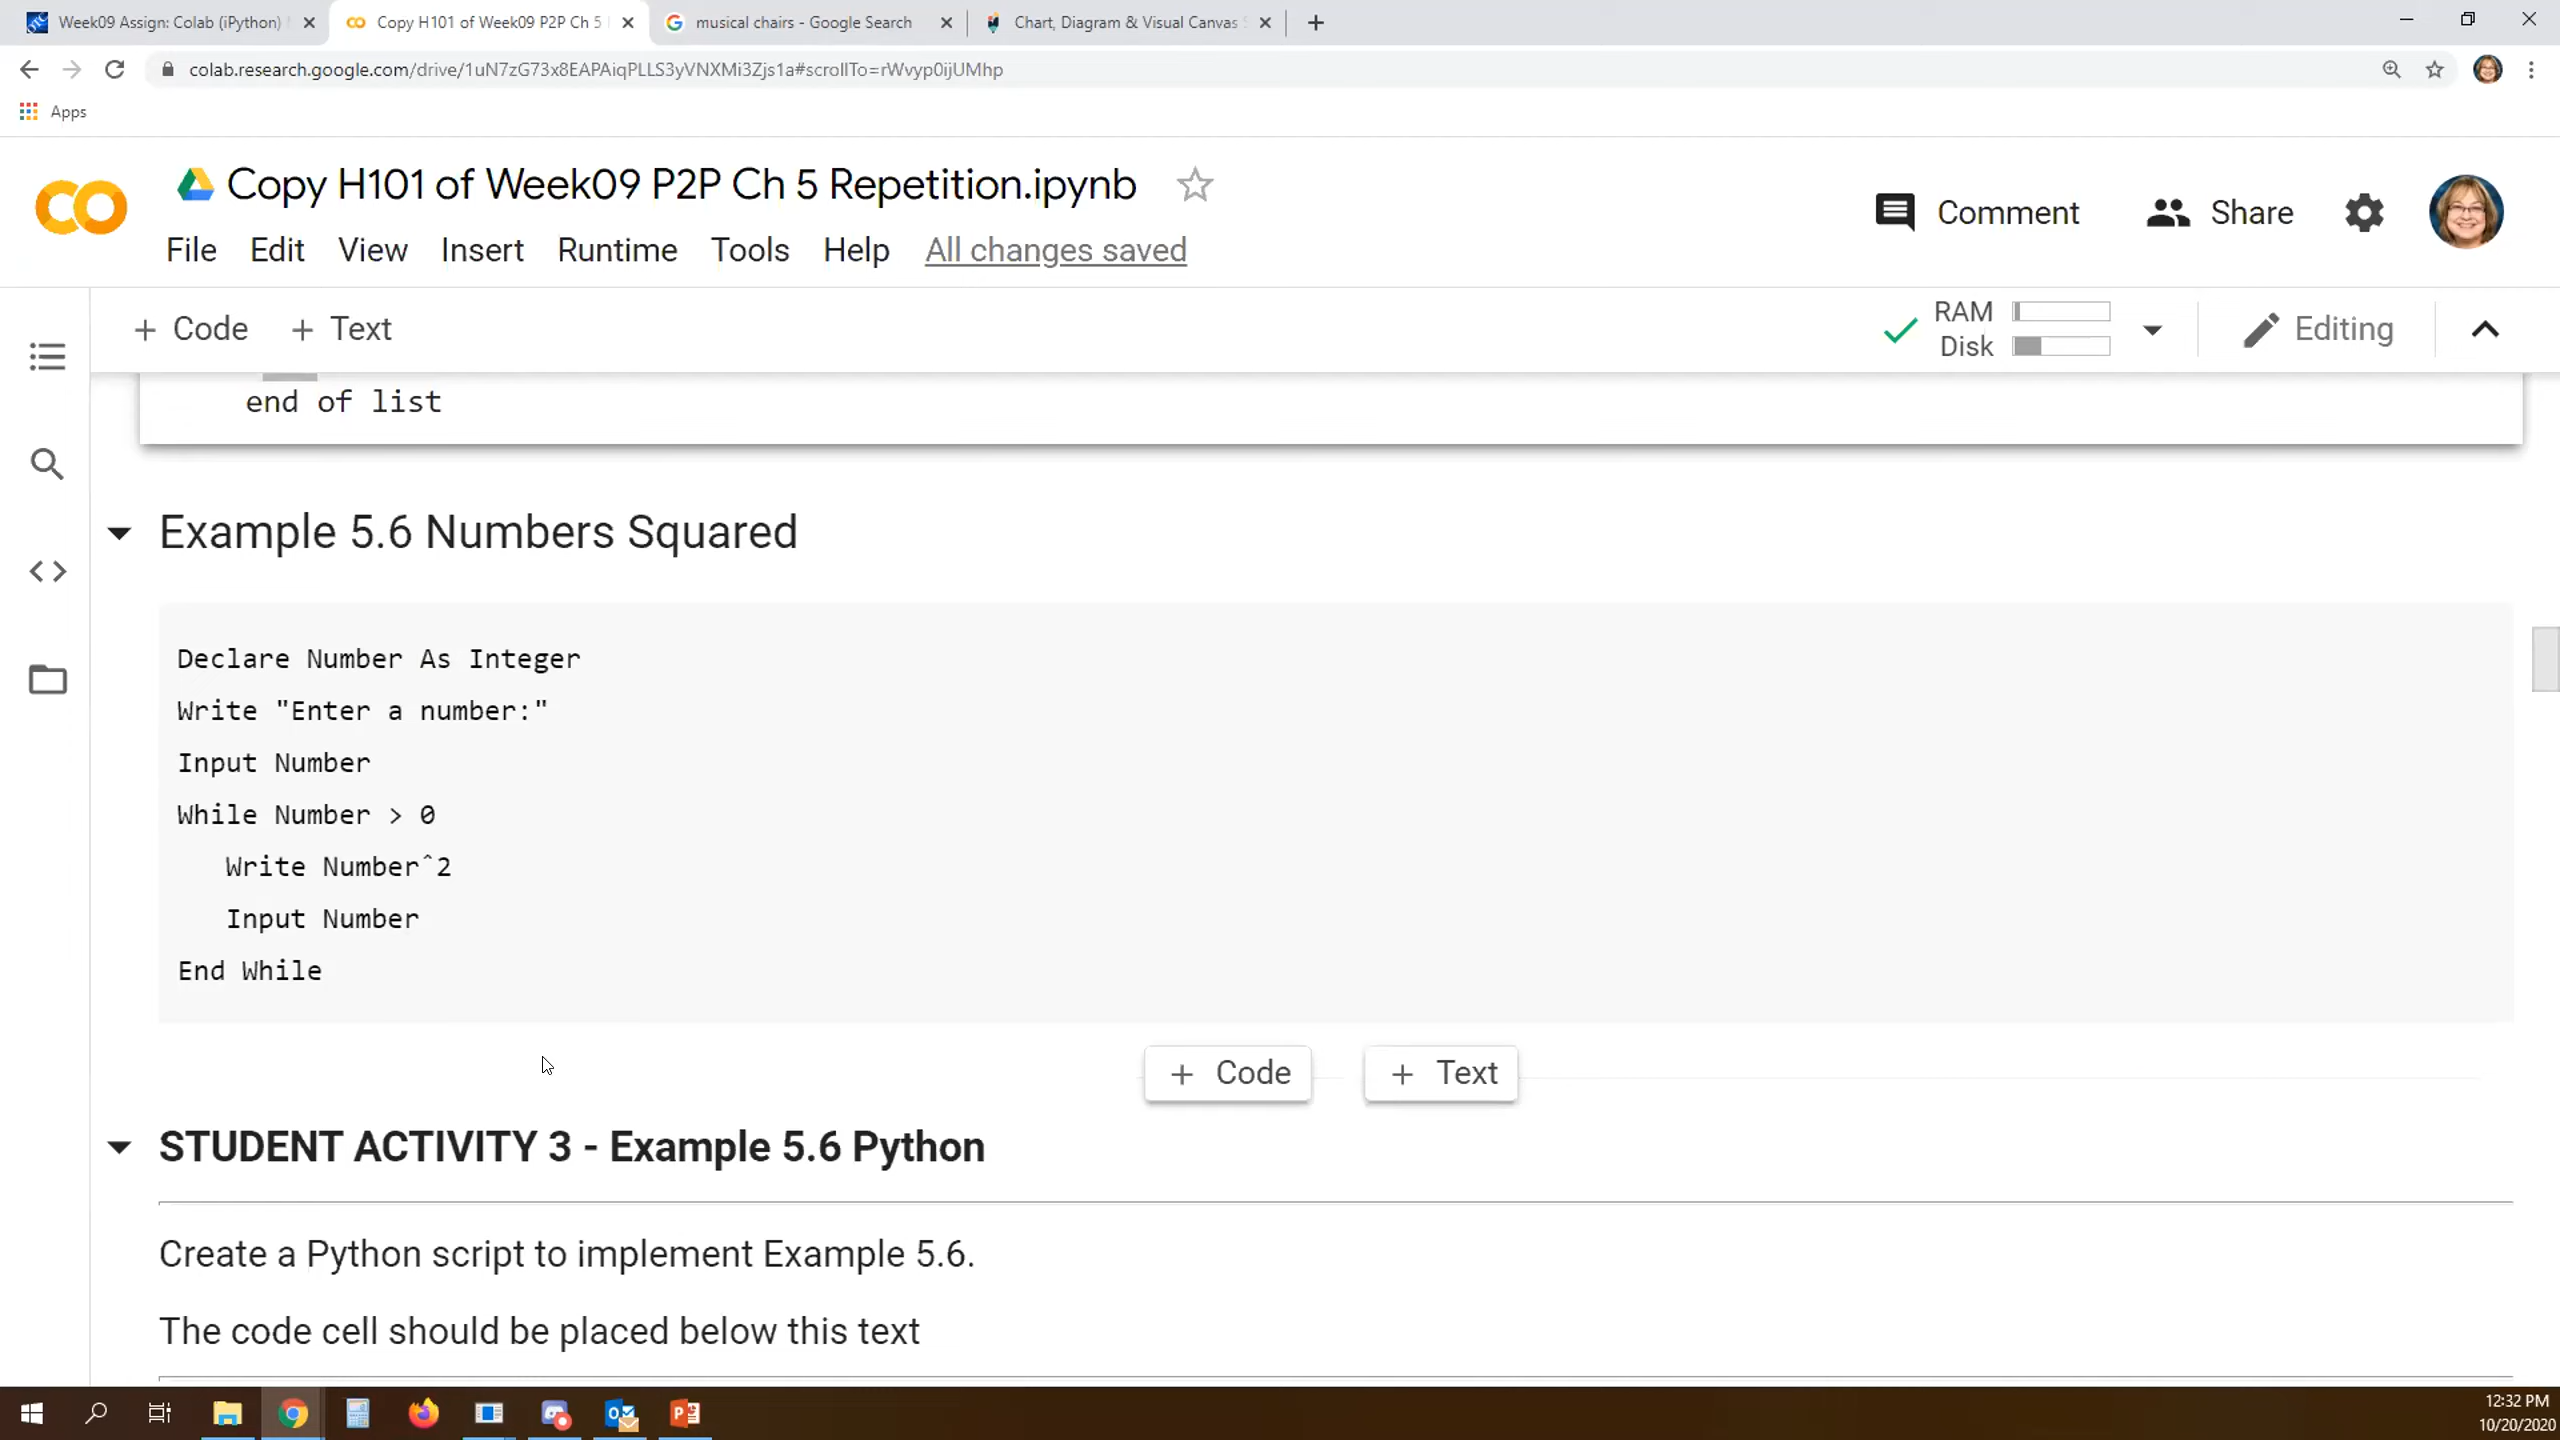 Week09 Assign: Colab (iPython)
Copy H101 of Week09 P2P Ch 5
musical chairs - Google Search
Chart, Diagram & Visual Canvas
colab.research.google.com/drive/1uN7zG73x8EAPAiqPLLS3yVNXMi3Zjs1a#scrollTo=rWvyp0ijUMhp
Apps
Copy H101 of Week09 P2P Ch 5 Repetition.ipynb
Comment
Share
File Edit View Insert Runtime Tools Help All changes saved
+ Code + Text
RAM
Disk
Editing
end of list
Example 5.6 Numbers Squared
Declare Number As Integer
Write "Enter a number:"
Input Number
While Number > 0
Write Number^2
Input Number
End While
+ Code + Text
STUDENT ACTIVITY 3 - Example 5.6 Python
Create a Python script to implement Example 5.6.
The code cell should be placed below this text
12:32 PM
10/20/2020